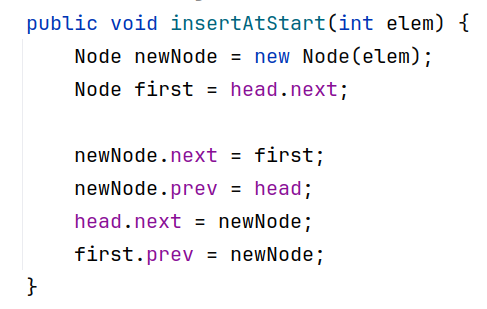 public void insertAtStart(int elem) {
    Node newNode = new Node(elem);
    Node first = head.next;

    newNode.next = first;
    newNode.prev = head;
    head.next = newNode;
    first.prev = newNode;
}